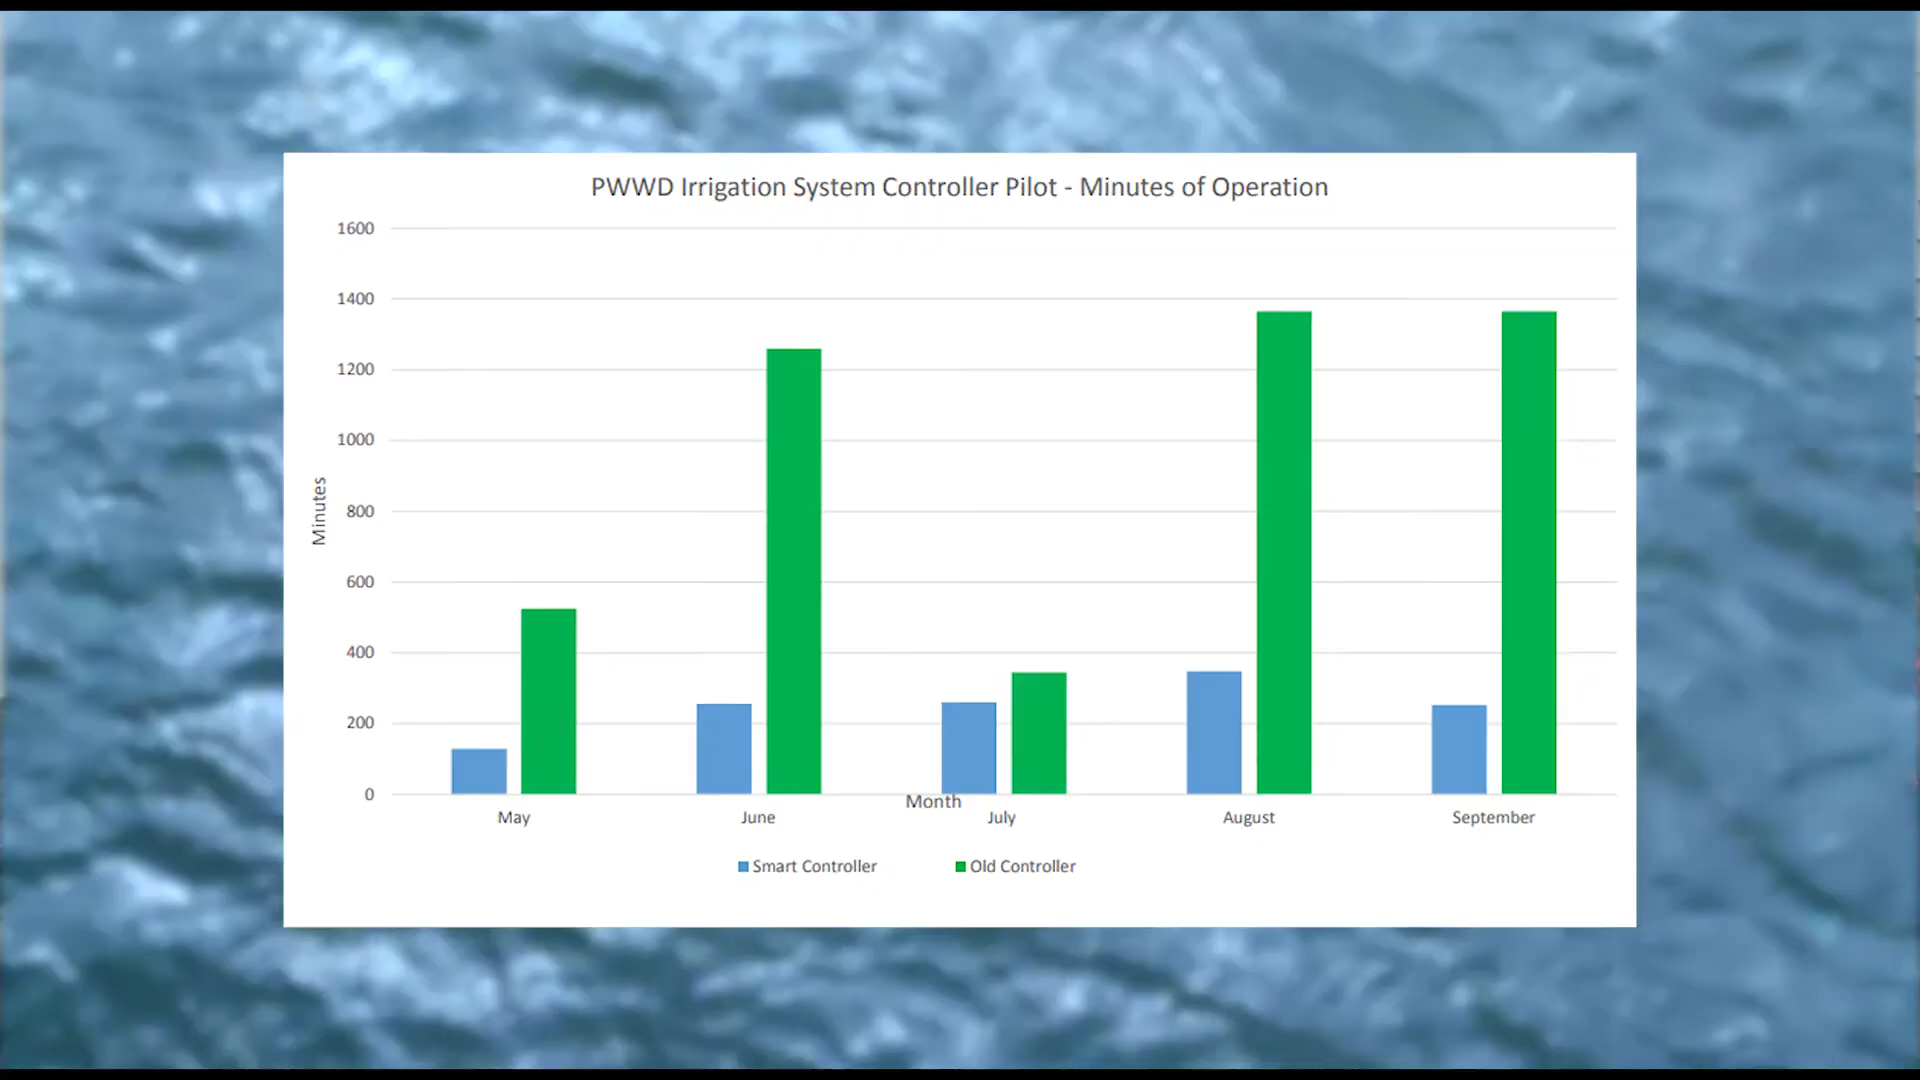 PWWD Irrigation System Controller Pilot - Minutes of Operation
1600
1400
1200
1000
800
600
400
200
0
Minutes
Month
May June July August September
Smart Controller Old Controller